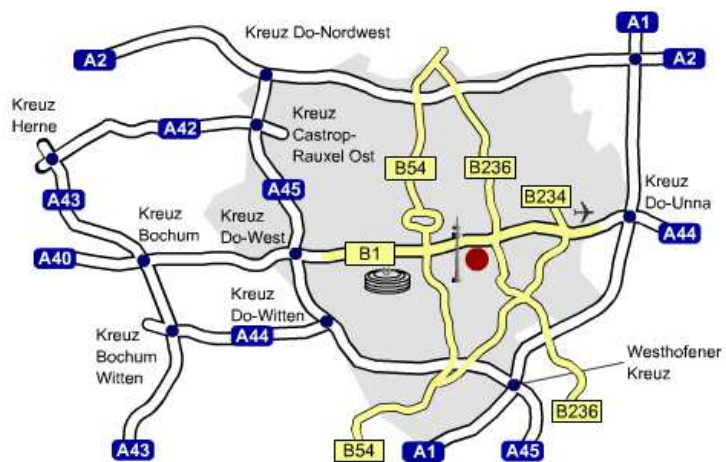 A1
Kreuz Do-Nordwest
A2
A2
Kreuz
Herne
A42
Kreuz
Castrop-
Rauxel Ost
B54
B236
A43
A45
B234
Kreuz
Do-Unna
Kreuz
Bochum
Kreuz
Do-West
A40
B1
A44
Kreuz
Do-Witten
Kreuz
Bochum
Witten
A44
Westhofener
Kreuz
B236
A43
B54
A1
A45